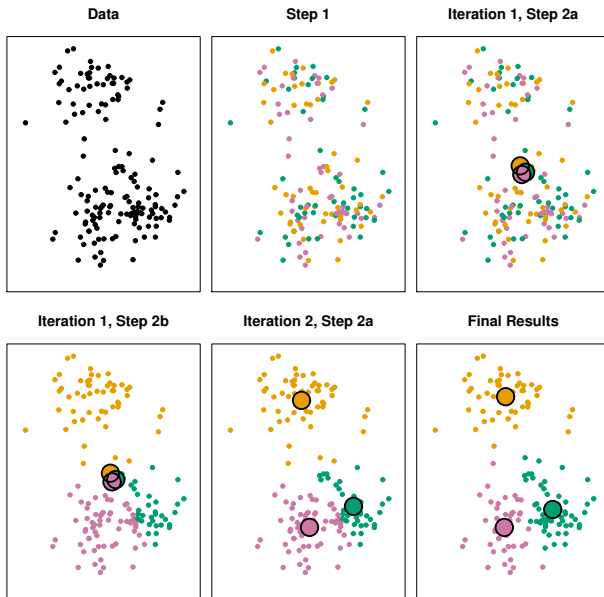 Data
Step 1
Iteration 1, Step 2a
Iteration 1, Step 2b
Iteration 2, Step 2a
Final Results